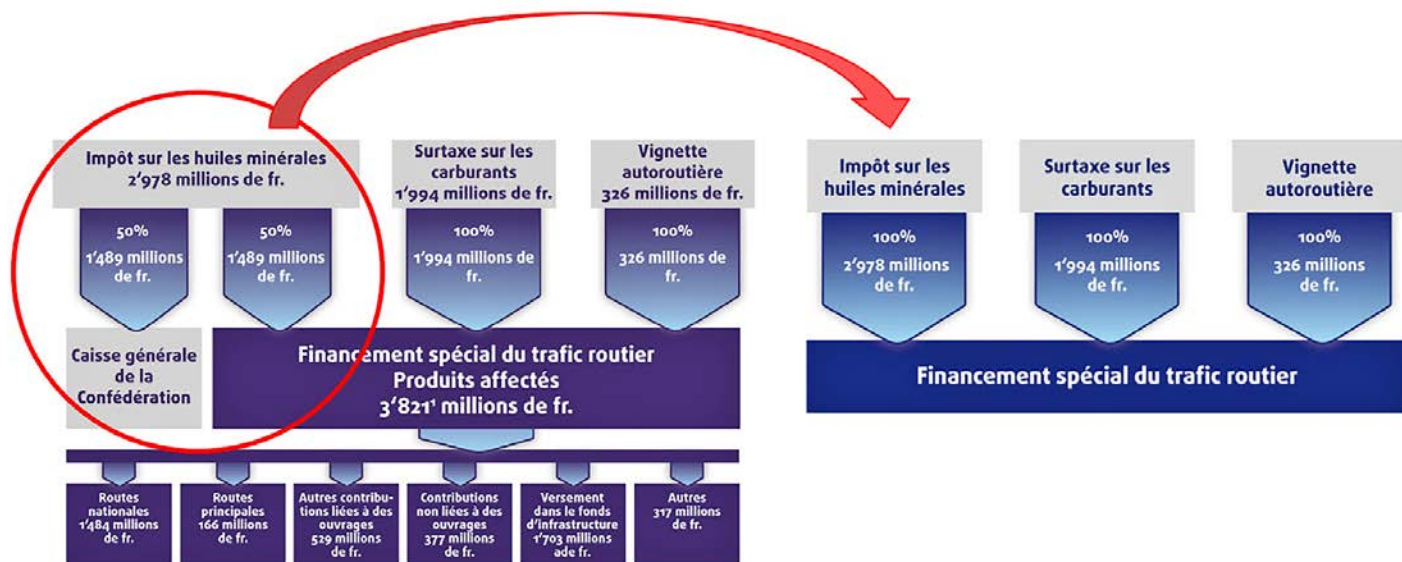 Impôt sur les huiles minérales
2’978 millions de fr.
Surtaxe sur les
carburants
1’994 millions de fr.
Vignette
autoroutière
326 millions de fr.
50%
1’489 millions
de fr.
50%
1’489 millions
de fr.
100%
1’994 millions de
fr.
100%
326 millions de
fr.
Caisse générale
de la
Confédération
Financement spécial du trafic routier
Produits affectés
3’821¹ millions de fr.
Routes
nationales
1’484 millions
de fr.
Routes
principales
166 millions
de fr.
Autres contribu-
tions liées à des
ouvrages
529 millions
de fr.
Contributions
non liées à des
ouvrages
377 millions
de fr.
Versement
dans le fonds
d’infrastructure
1’703 millions
ade fr.
Autres
317 millions
de fr.
Impôt sur les
huiles minérales
Surtaxe sur les
carburants
Vignette
autoroutière
100%
2’978 millions
de fr.
100%
1’994 millions
de fr.
100%
326 millions
de fr.
Financement spécial du trafic routier